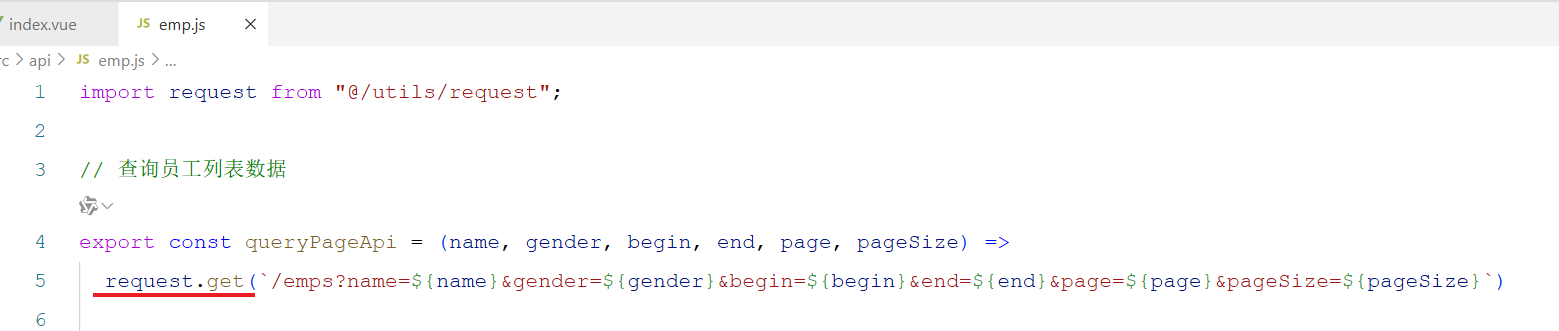 index.vue JS emp.js ×
rc > api > JS emp.js > ...
1 import request from "@/utils/request";
2
3 // 查询员工列表数据
4 export const queryPageApi = (name, gender, begin, end, page, pageSize) =>
5 request.get(`/emps?name=${name}&gender=${gender}&begin=${begin}&end=${end}&page=${page}&pageSize=${pageSize}`)
6